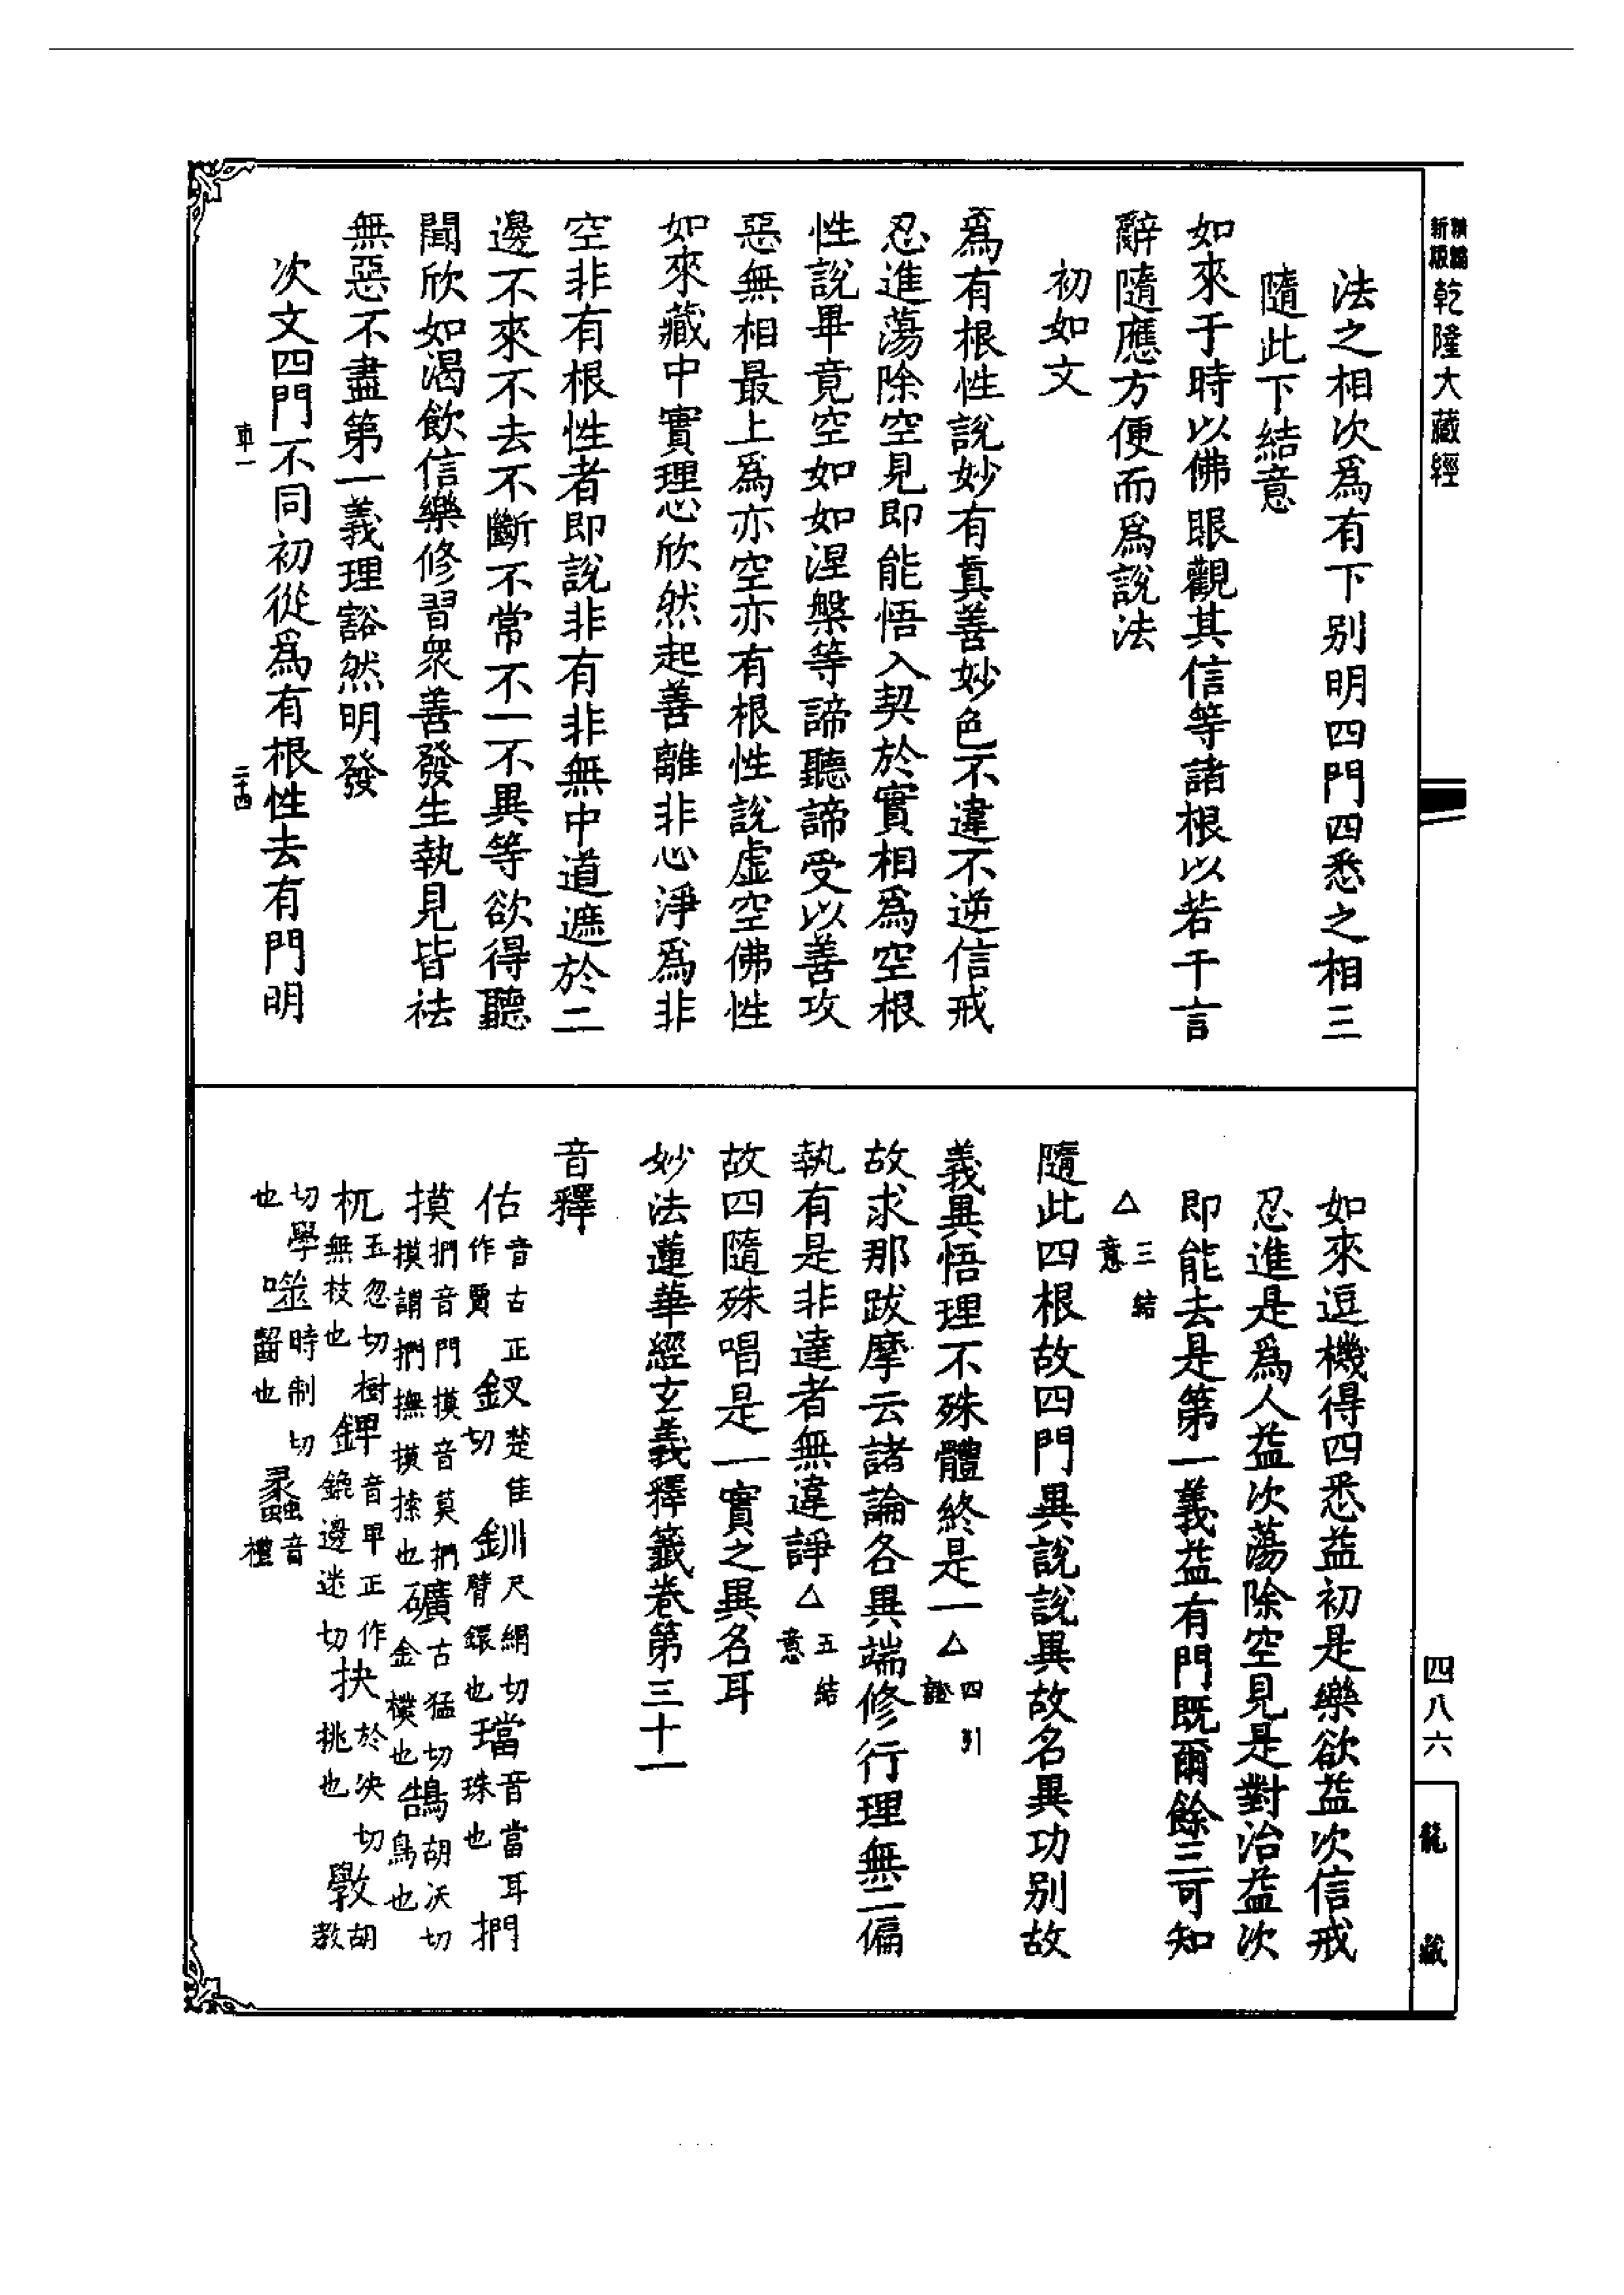 新版
精編
乾隆大藏經
法之相次爲有下别明四門四悉之相三
隨此下結意
如來于時以佛眼觀其信等諸根以若干言
辭隨應方便而爲說法
初如文
爲有根性說妙有真善妙色不違不逆信戒
忍進蕩除空見即能悟入契於實相爲空根
性說畢竟空如如涅槃等諦聽諦受以善攻
惡無相最上爲亦空亦有根性說虛空佛性
如來藏中實理心欣然起善離非心淨爲非
空非有根性者即說非有非無中道遮於二
邊不來不去不斷不常不一不異等欲得聽
聞欣如渴飲信樂修習衆善發生執見皆祛
無惡不盡第一義理豁然明發
次文四門不同初從爲有根性去有門明
車一
二十四
如來逗機得四悉益初是樂欲益次信戒
忍進是爲人益次蕩除空見是對治益次
即能去是第一義益有門既爾餘三可知
△三結意
隨此四根故四門異說說異故名異功別故
義異悟理不殊體終是一△四引證
故求那跋摩云諸論各異端修行理無二偏
執有是非達者無違諍△五結意
故四隨殊唱是一實之異名耳
妙法蓮華經玄義釋籤卷第三十一
音釋
估音古正作賈 釵楚隹切 釧尺絹切臂鐶也 璫音當耳珠也 捫
摸捫音門摸音莫捫摸謂捫撫摸捼也 礦古猛切金樸也 鵠胡沃切鳥也
杌五忽切樹無枝也 錍音卑正作鎞邊迷切 抉於决切挑也 斆胡教
切學也 噬時制切齧也 蠡音禮
四八六
龍藏